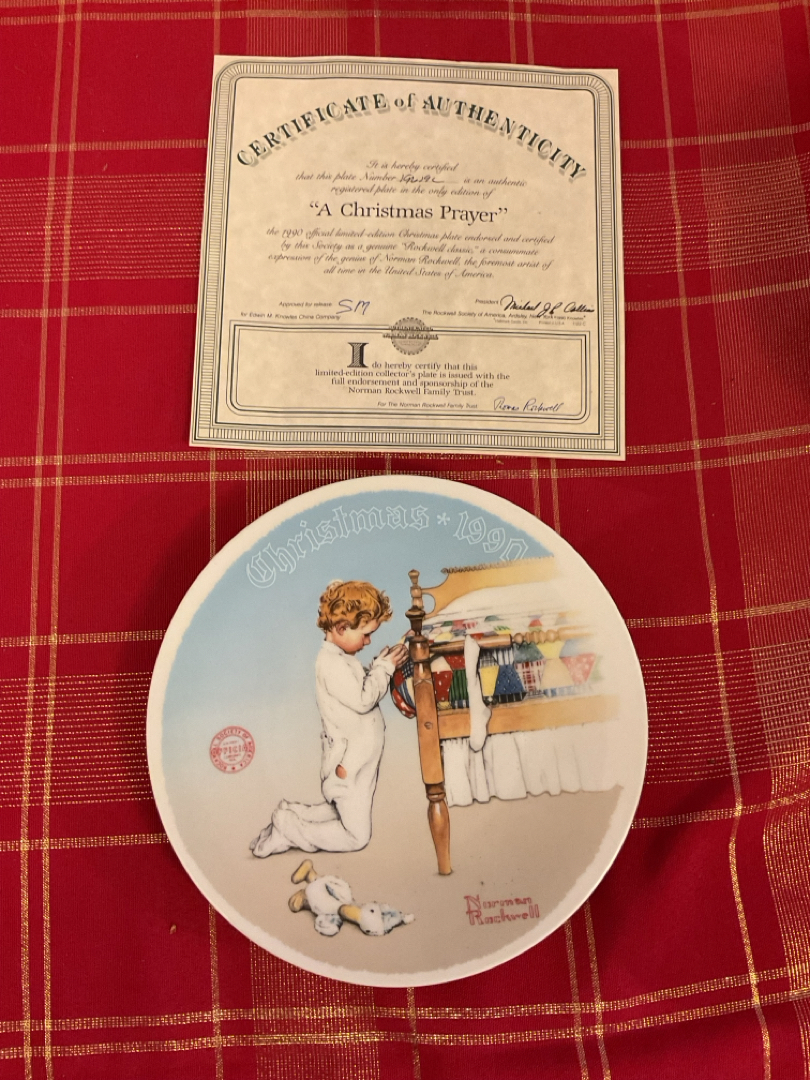 CERTIFICATE of AUTHENTICITY
It is hereby certified
that this plate Number is an authentic
registered plate in the only edition of
"A Christmas Prayer"
the 1990 official limited-edition Christmas plate endorsed and certified
by this Society as a genuine "Rockwell classic," a consummate
expression of the genius of Norman Rockwell, the foremost artist of
all time in the United States of America.
Approved for release SM
for Edwin M. Knowles China Company
President
The Rockwell Society of America, Ardsley, New York
I do hereby certify that this
limited-edition collector's plate is issued with the
full endorsement and sponsorship of the
Norman Rockwell Family Trust.
For The Norman Rockwell Family Trust
Christmas * 1990
Norman
Rockwell